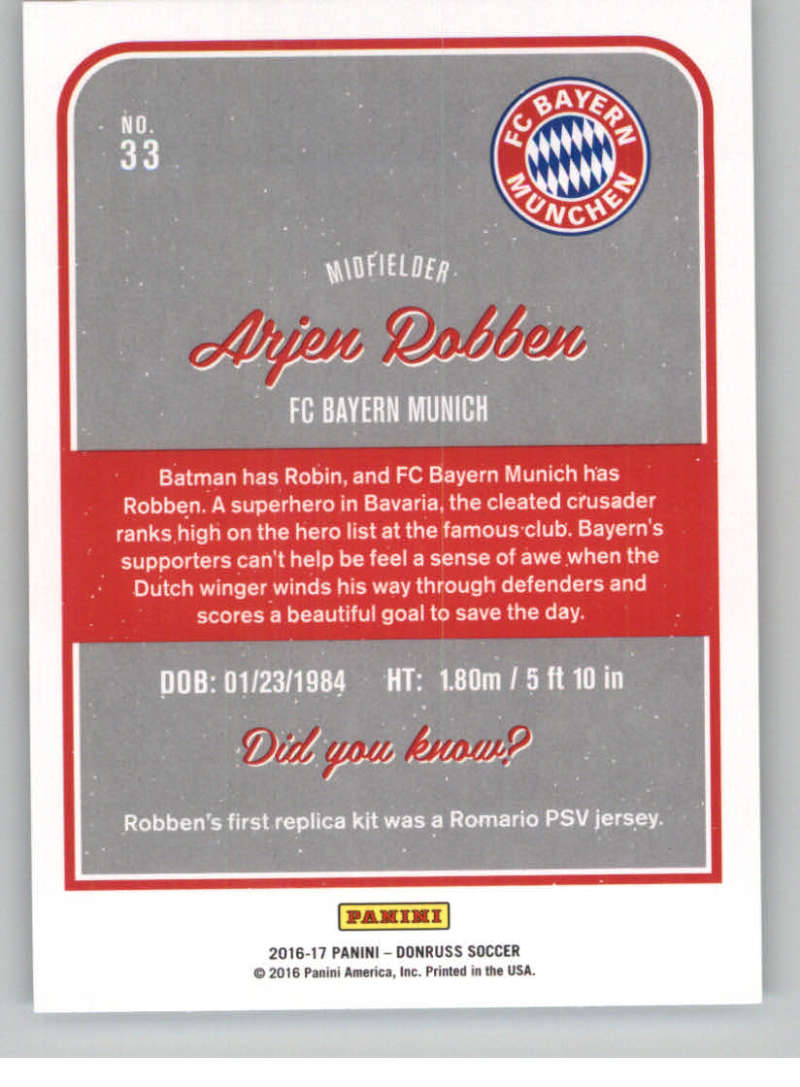 NO.
33
FC BAYERN
MÜNCHEN
MIDFIELDER
Arjen Robben
FC BAYERN MUNICH
Batman has Robin, and FC Bayern Munich has
Robben. A superhero in Bavaria, the cleated crusader
ranks high on the hero list at the famous club. Bayern's
supporters can't help be feel a sense of awe when the
Dutch winger winds his way through defenders and
scores a beautiful goal to save the day.
DOB: 01/23/1984 HT: 1.80m / 5 ft 10 in
Did you know?
Robben's first replica kit was a Romario PSV jersey.
PANINI
2016-17 PANINI – DONRUSS SOCCER
© 2016 Panini America, Inc. Printed in the USA.